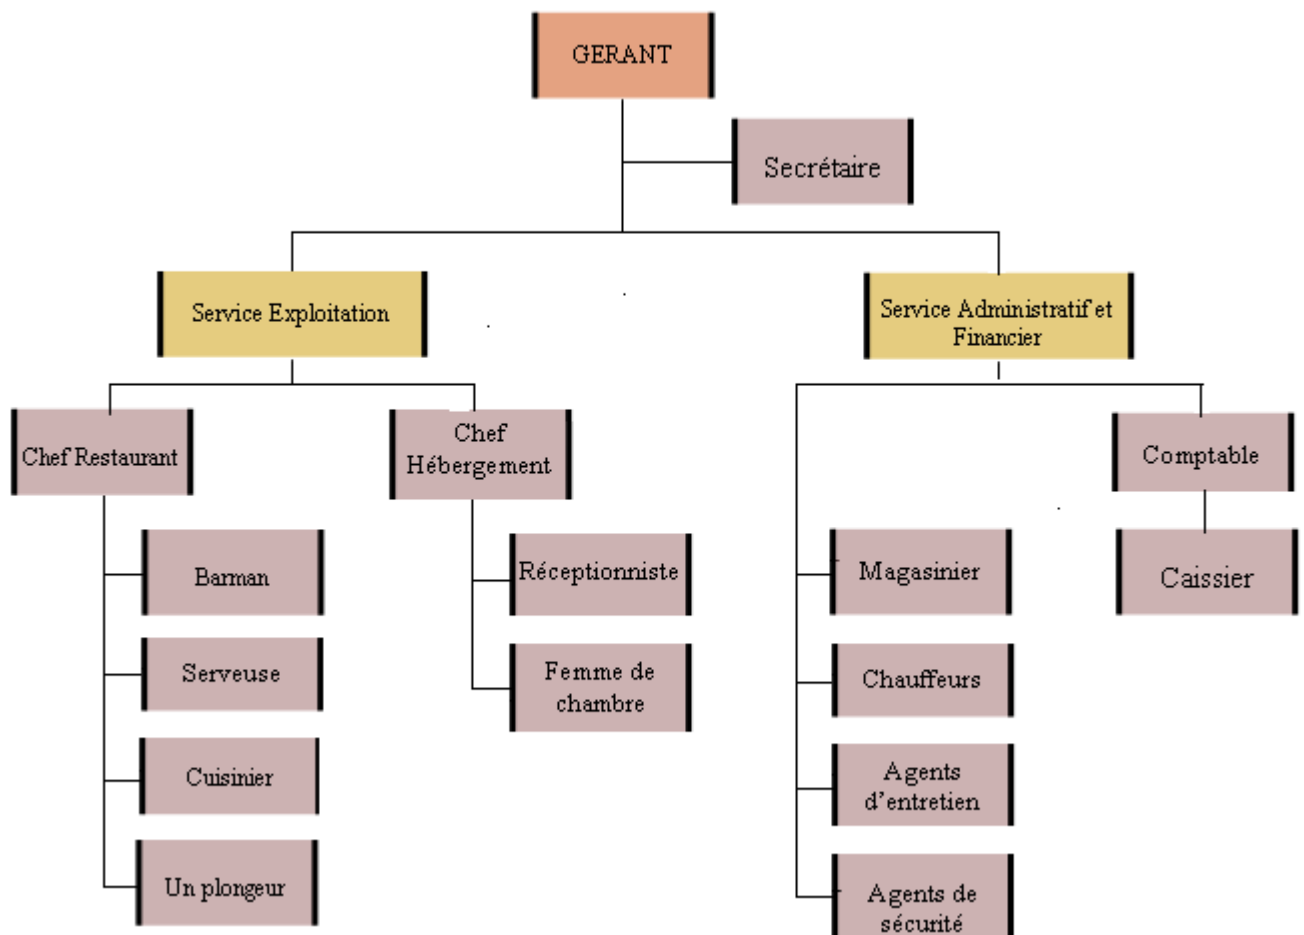 GERANT
Secrétaire
Service Exploitation
Service Administratif et
Financier
Chef Restaurant
Chef
Hébergement
Comptable
Barman
Réceptionniste
Magasinier
Caissier
Serveuse
Femme de
chambre
Chauffeurs
Cuisinier
Agents
d'entretien
Un plongeur
Agents de
sécurité